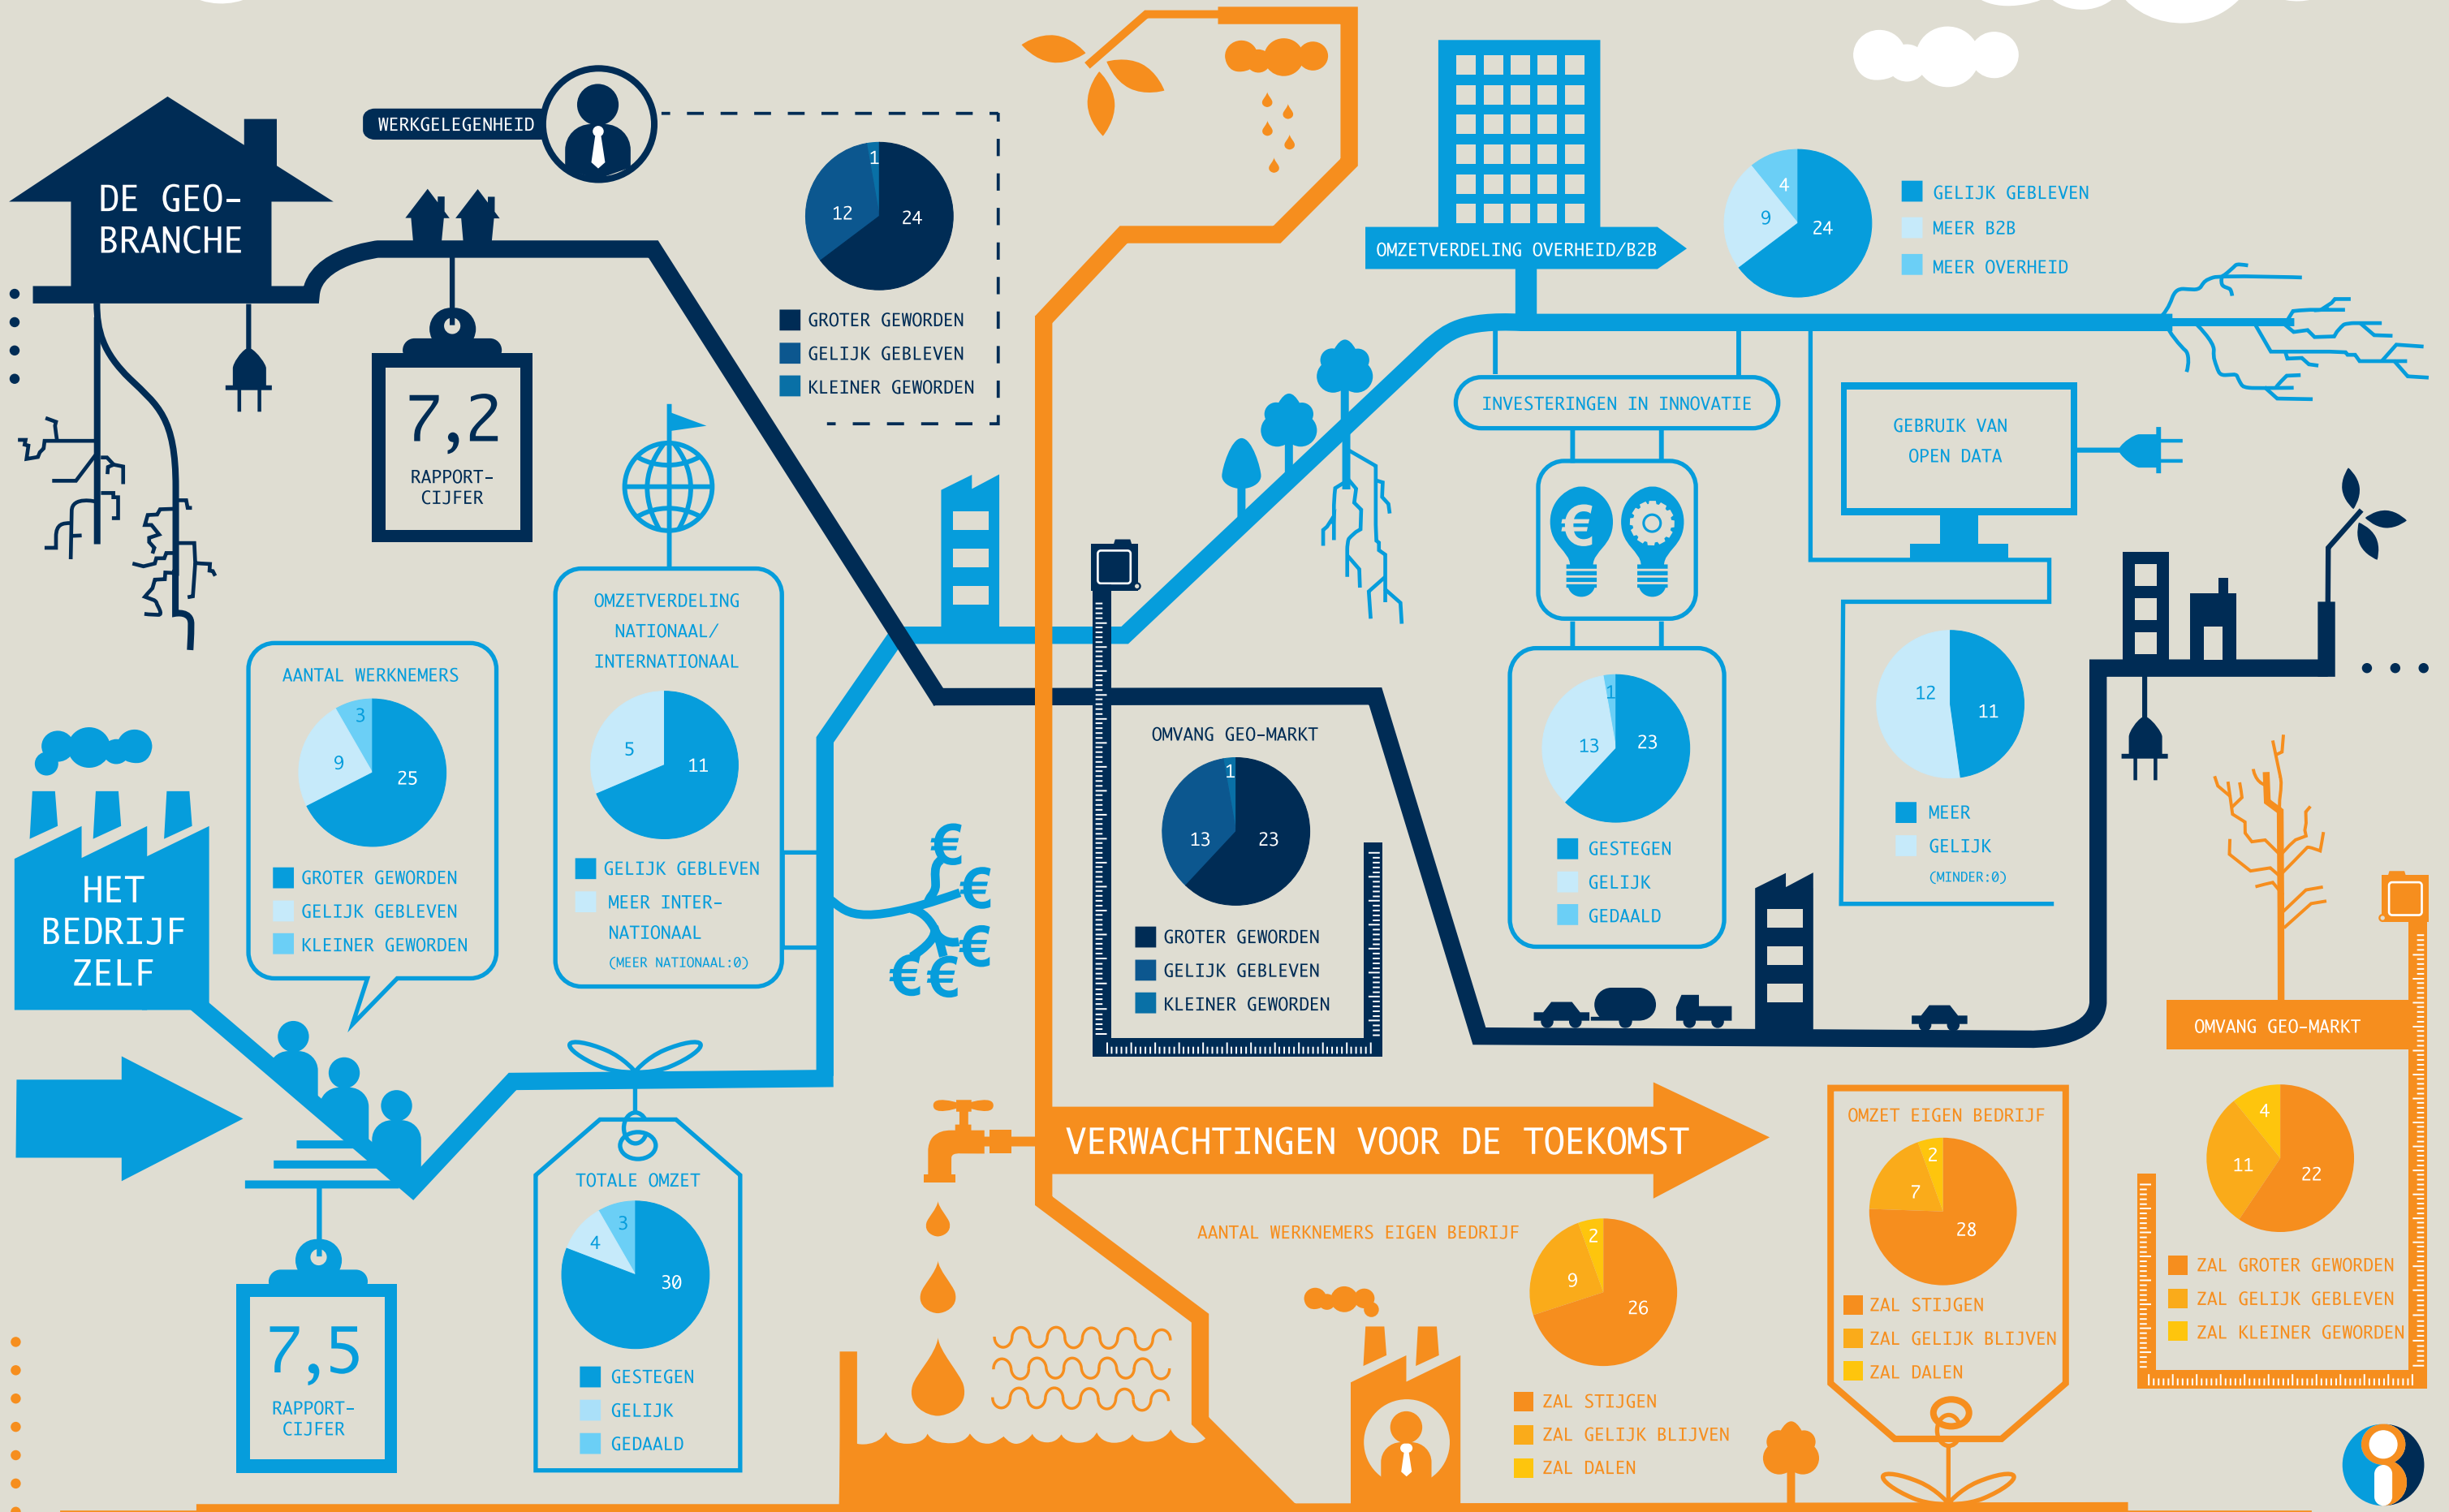 DE GEO-
BRANCHE
WERKGELEGENHEID
1
12
24
GROTER GEWORDEN
GELIJK GEBLEVEN
KLEINER GEWORDEN
7,2
RAPPORT-
CIJFER
OMZETVERDELING OVERHEID/B2B
4
9
24
GELIJK GEBLEVEN
MEER B2B
MEER OVERHEID
INVESTERINGEN IN INNOVATIE
€
1
13
23
GESTEGEN
GELIJK
GEDAALD
GEBRUIK VAN
OPEN DATA
12
11
MEER
GELIJK
(MINDER:0)
OMZETVERDELING
NATIONAAL/
INTERNATIONAAL
5
11
GELIJK GEBLEVEN
MEER INTER-
NATIONAAL
(MEER NATIONAAL:0)
AANTAL WERKNEMERS
3
9
25
GROTER GEWORDEN
GELIJK GEBLEVEN
KLEINER GEWORDEN
HET
BEDRIJF
ZELF
€
€
€
€ €
OMVANG GEO-MARKT
1
13
23
GROTER GEWORDEN
GELIJK GEBLEVEN
KLEINER GEWORDEN
7,5
RAPPORT-
CIJFER
TOTALE OMZET
3
4
30
GESTEGEN
GELIJK
GEDAALD
VERWACHTINGEN VOOR DE TOEKOMST
AANTAL WERKNEMERS EIGEN BEDRIJF
2
9
26
ZAL STIJGEN
ZAL GELIJK BLIJVEN
ZAL DALEN
OMZET EIGEN BEDRIJF
2
7
28
ZAL STIJGEN
ZAL GELIJK BLIJVEN
ZAL DALEN
OMVANG GEO-MARKT
4
11
22
ZAL GROTER GEWORDEN
ZAL GELIJK GEBLEVEN
ZAL KLEINER GEWORDEN